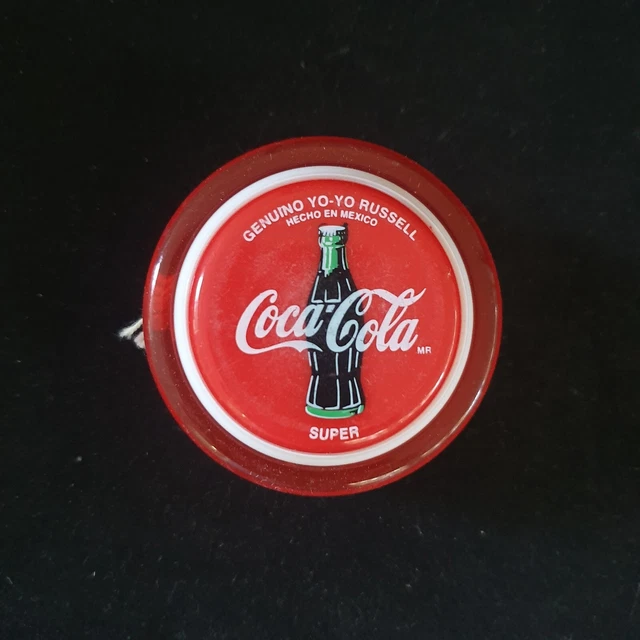 GENUINO YO-YO RUSSELL
HECHO EN MEXICO
Coca-Cola
MR
SUPER